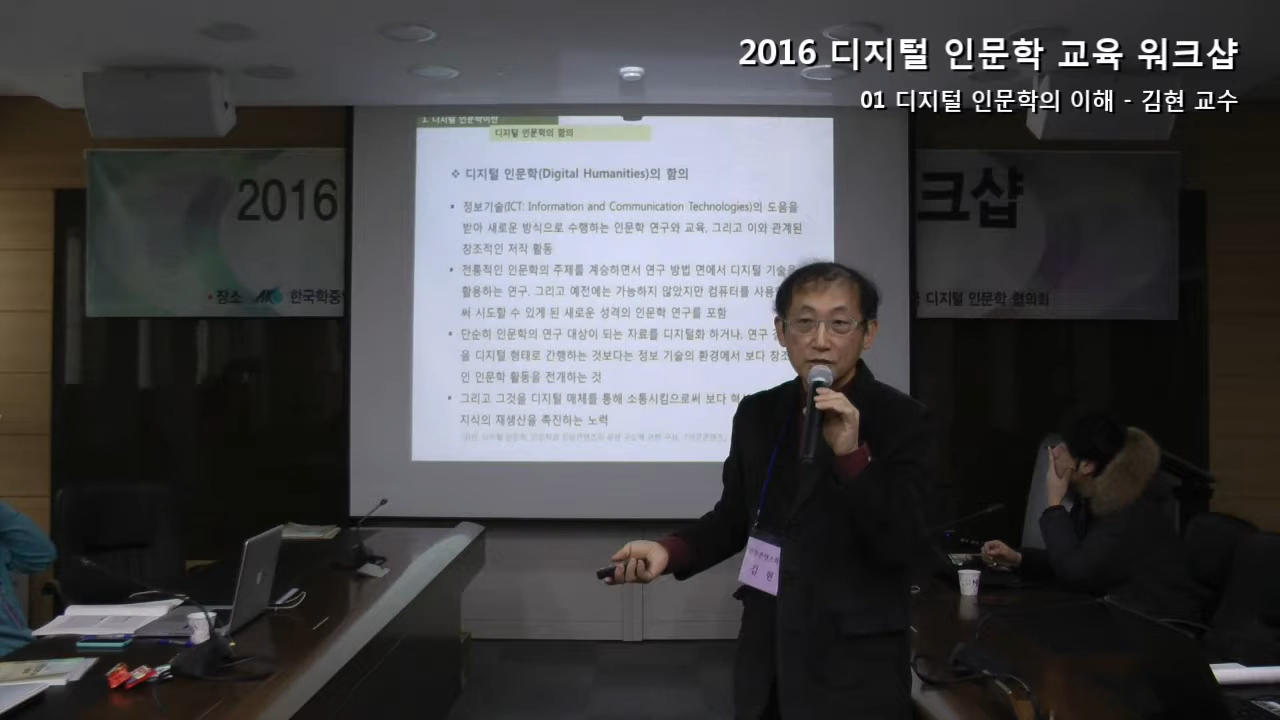 2016 디지털 인문학 교육 워크샵
01 디지털 인문학의 이해 - 김현 교수
1. 디지털 인문학이란
디지털 인문학의 함의
❖ 디지털 인문학(Digital Humanities)의 함의
▪ 정보기술(ICT: Information and Communication Technologies)의 도움을
받아 새로운 방식으로 수행하는 인문학 연구와 교육, 그리고 이와 관계된
창조적인 저작 활동
▪ 전통적인 인문학의 주제를 계승하면서 연구 방법 면에서 디지털 기술을
활용하는 연구, 그리고 예전에는 가능하지 않았지만 컴퓨터를 사용
써 시도할 수 있게 된 새로운 성격의 인문학 연구를 포함
▪ 단순히 인문학의 연구 대상이 되는 자료를 디지털화 하거나, 연구
을 디지털 형태로 간행하는 것보다는 정보 기술의 환경에서 보다 창조
인 인문학 활동을 전개하는 것
▪ 그리고 그것을 디지털 매체를 통해 소통시킴으로써 보다
지식의 재생산을 촉진하는 노력
2016
크샵
• 장소 AKS 한국학중
디지털 인문학 협의회
김 현